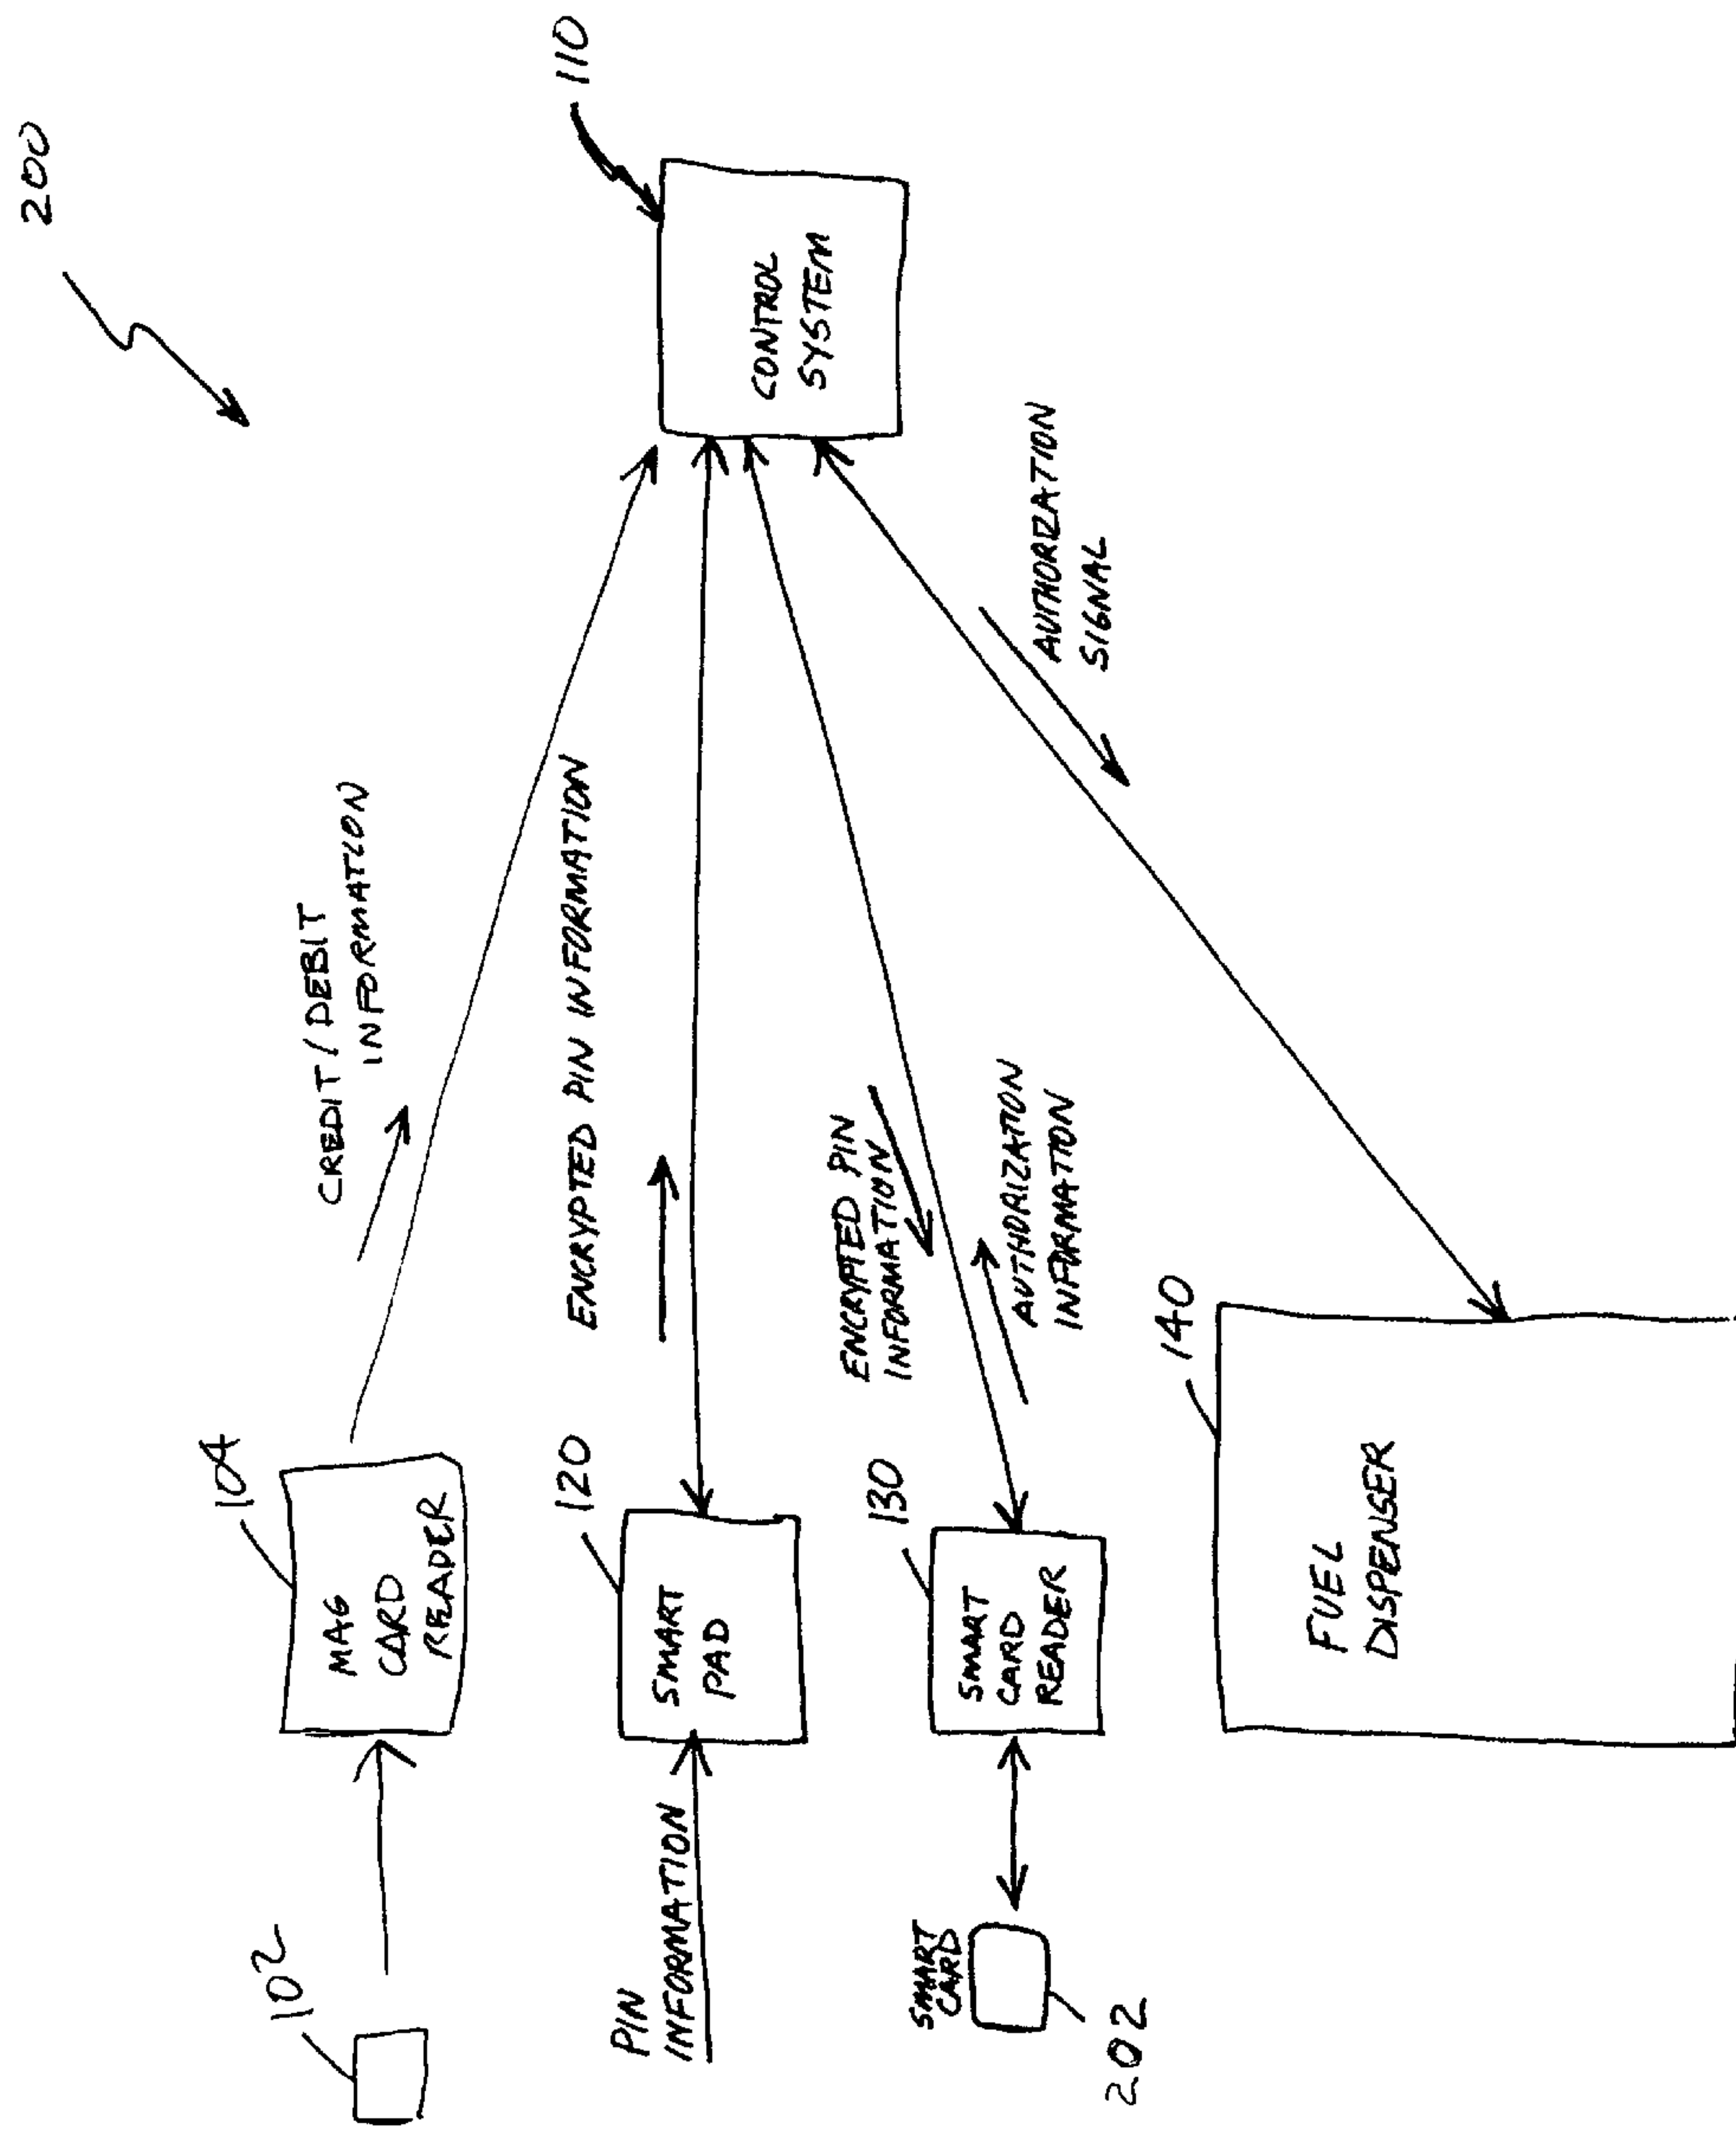 200
110
CONTROL
SYSTEM
CREDIT / DEBIT
INFORMATION
ENCRYPTED PIN INFORMATION
ENCRYPTED PIN
INFORMATION
AUTHORIZATION
INFORMATION
AUTHORIZATION
SIGNAL
102
104
MAG
CARD
READER
PIN
INFORMATION
120
SMART
PAD
SMART
CARD
202
130
SMART
CARD
READER
140
FUEL
DISPENSER